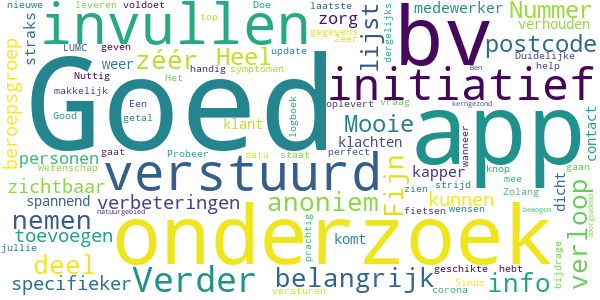 nieuwe voldoet top Doe laatste medewerker Nummer
leveren invullen zorg lijst bv verhouden
straks geven gegevens dergelijks postcode
LUMC weer zéér Heel update zeer Duidelijke
beroepsgroep Nuttig Het handig symptomen Ben help
makkelijk Een initiatief
Goed app
Good getal logboek oplevert vraag kerngezond contact
klant Mooie perfect wanneer
personen gaat Probeer klachten knop gaan
Wetenschap verstuurd data staat kapper mee
zichtbaar Fijn zien strijd Zolang dicht verloop
spannend verbeteringen anoniem kunnen
natuurgebied fietsen wensen doorgaadend
nemen onderzoek bemogen
toevoegen prachtig komt
jullie deel Verder belangrijk geschikte hebt info bijdrage
specifieker versturen corona Sinds